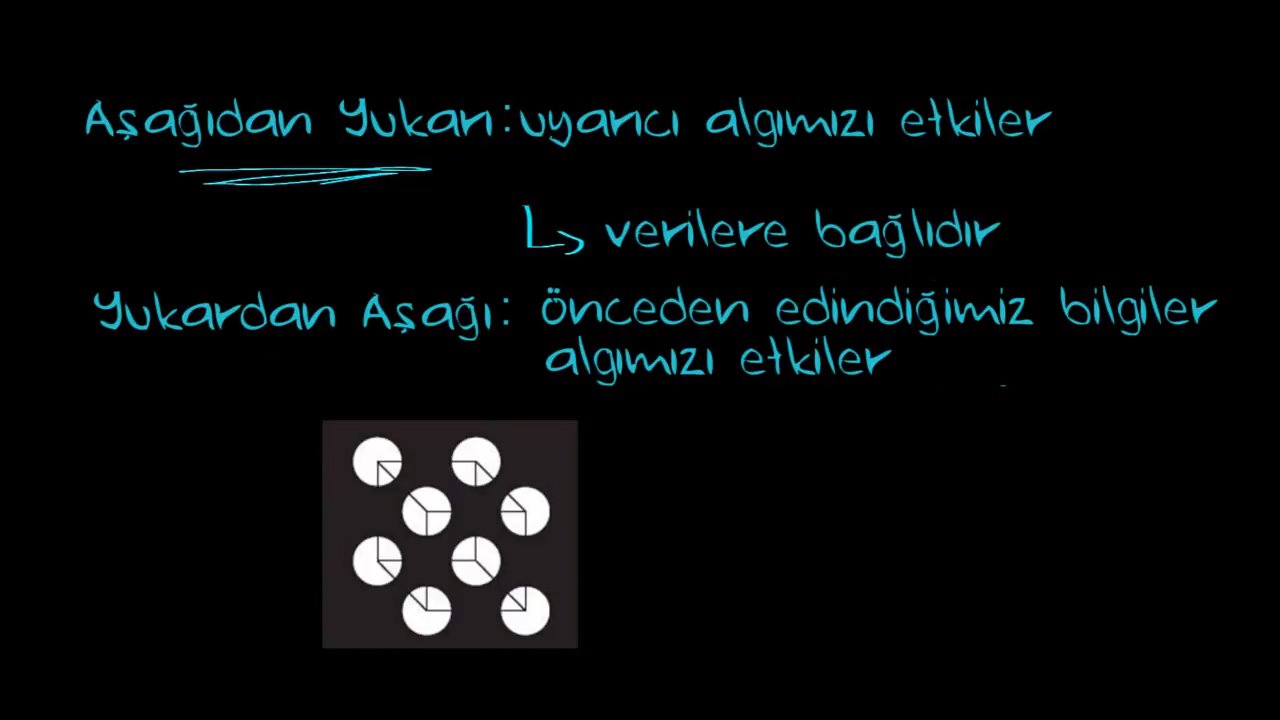 Aşağıdan Yukarı: uyarıcı algımızı etkiler
verilere bağlıdır
Yukardan Aşağı: önceden edindiğimiz bilgiler
algımızı etkiler